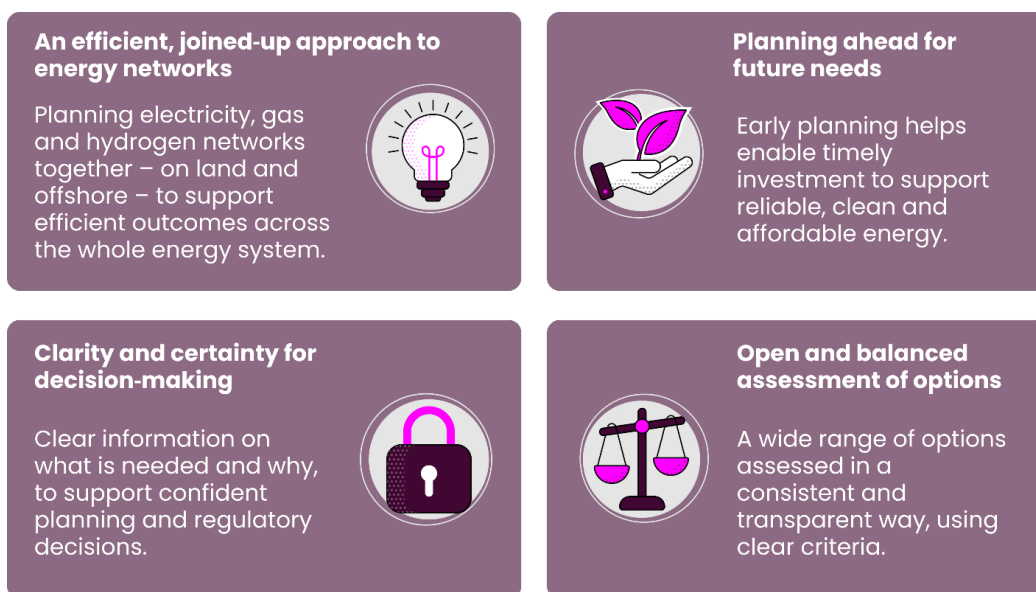 An efficient, joined-up approach to
energy networks
Planning electricity, gas
and hydrogen networks
together – on land and
offshore – to support
efficient outcomes across
the whole energy system.
Planning ahead for
future needs
Early planning helps
enable timely
investment to support
reliable, clean and
affordable energy.
Clarity and certainty for
decision-making
Clear information on
what is needed and why,
to support confident
planning and regulatory
decisions.
Open and balanced
assessment of options
A wide range of options
assessed in a
consistent and
transparent way, using
clear criteria.